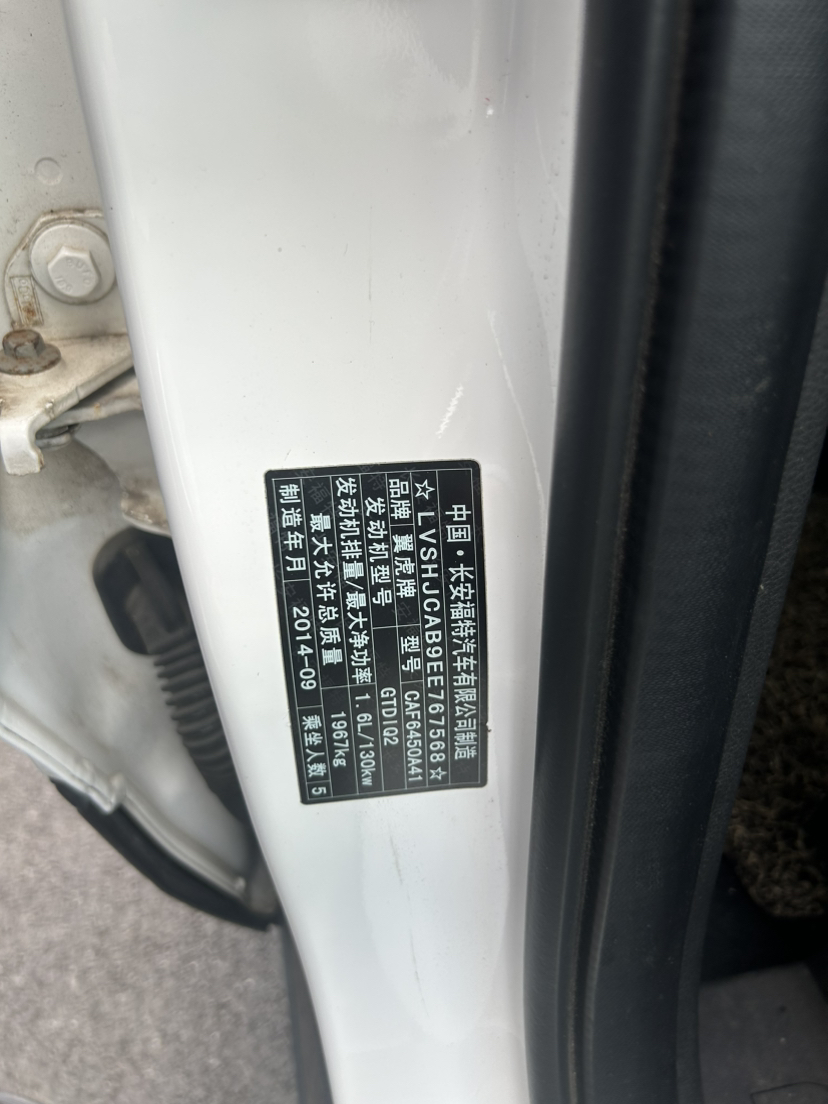 中国·长安福特汽车有限公司制造
☆LVSHJCAB9EE767568☆
品牌 翼虎牌 型号 CAF6450A41
发动机型号 GTDIQ2
发动机排量/最大净功率 1.6L/130kw
最大允许总质量 1967kg
制造年月 2014-09 乘坐人数 5